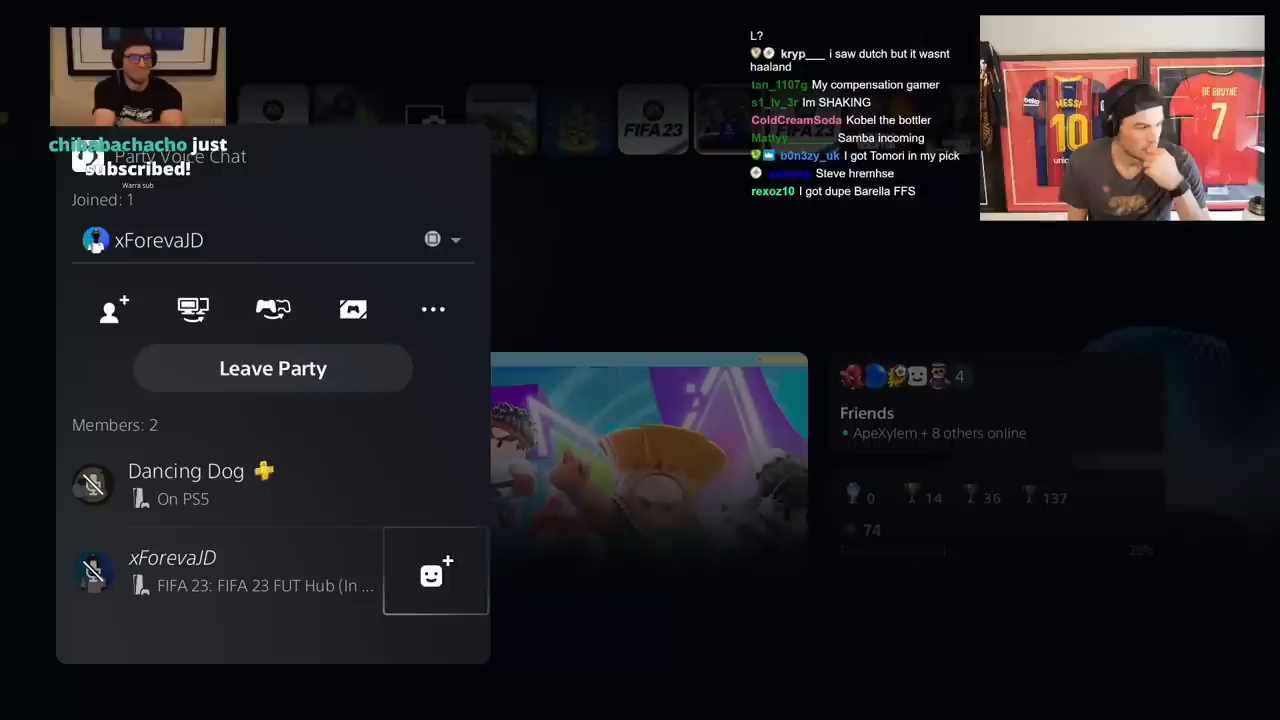 chibabachacho just
subscribed!
Warra sub
Party Voice Chat
Joined: 1
xForevaJD
Leave Party
Members: 2
Dancing Dog
On PS5
xForevaJD
FIFA 23: FIFA 23 FUT Hub (In ...
FIFA 23
L?
kryp___ i saw dutch but it wasnt
haaland
tan_1107g My compensation gamer
s1_lv_3r Im SHAKING
ColdCreamSoda Kobel the bottler
Mattyy______ Samba incoming
b0n3zy_uk I got Tomori in my pick
Steve hremhse
rexoz10 I got dupe Barella FFS
beko
MESSI
10
DE BRUYNE
7
4
Friends
ApeXylem + 8 others online
0 14 36 137
74